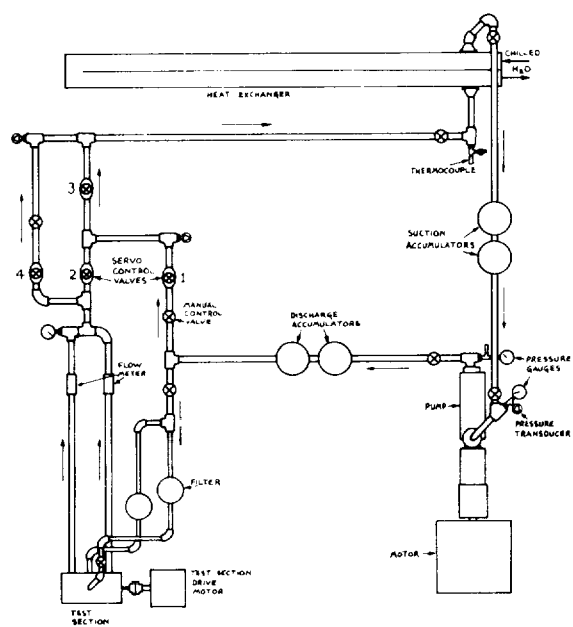 CHILLED
H2O
HEAT EXCHANGER
THERMOCOUPLE
3
SUCTION
ACCUMULATORS
4
2
SERVO
CONTROL
VALVES
1
MANUAL
CONTROL
VALVE
DISCHARGE
ACCUMULATORS
FLOW
METER
PRESSURE
GAUGES
PUMP
PRESSURE
TRANSDUCER
FILTER
MOTOR
TEST SECTION
DRIVE
MOTOR
TEST
SECTION